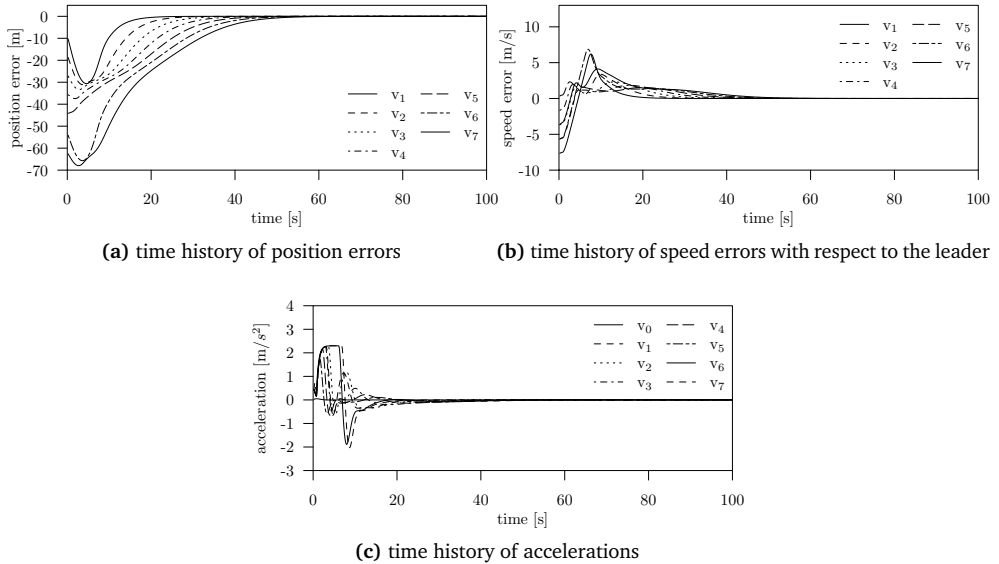 0
-10
-20
-30
-40
-50
-60
-70
position error [m]
v1 v5
v2 v6
v3 v7
v4
0 20 40 60 80 100
time [s]
(a) time history of position errors
10
5
0
-5
-10
speed error [m/s]
v1 v5
v2 v6
v3 v7
v4
0 20 40 60 80 100
time [s]
(b) time history of speed errors with respect to the leader
4
3
2
1
0
-1
-2
-3
acceleration [m/s²]
v0 v4
v1 v5
v2 v6
v3 v7
0 20 40 60 80 100
time [s]
(c) time history of accelerations